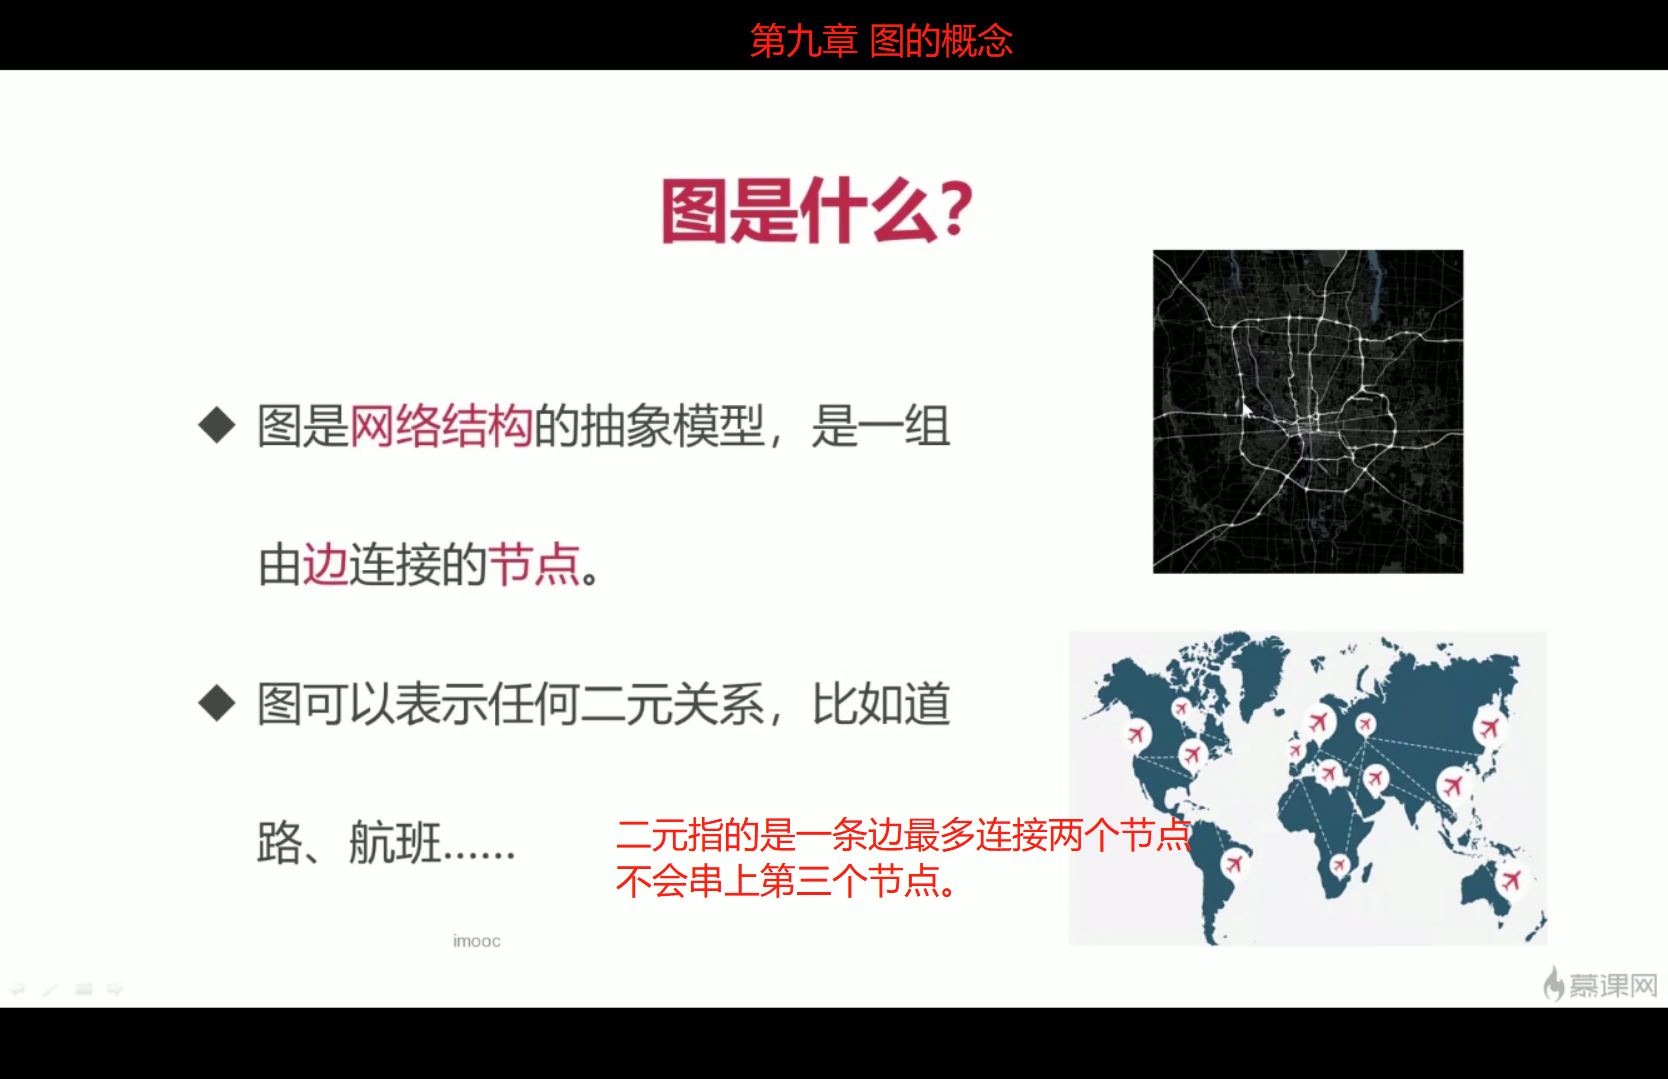 第九章 图的概念
图是什么？
◆ 图是网络结构的抽象模型，是一组
由边连接的节点。
◆ 图可以表示任何二元关系，比如道
路、航班……
二元指的是一条边最多连接两个节点
不会串上第三个节点。
imooc
慕课网